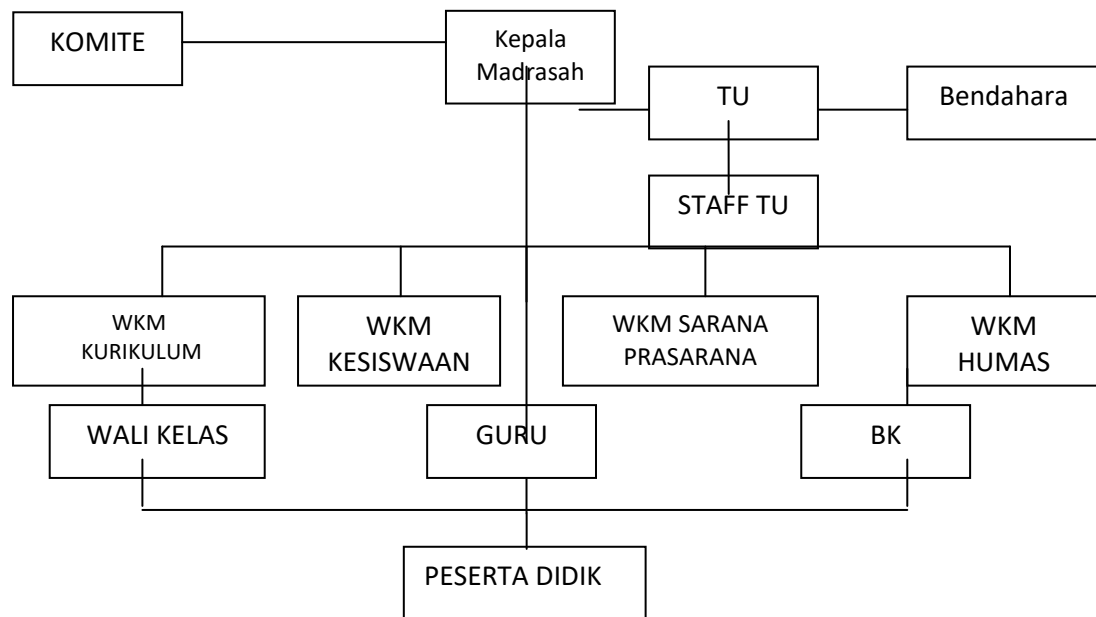 KOMITE
Kepala
Madrasah
TU
Bendahara
STAFF TU
WKM
KURIKULUM
WKM
KESISWAAN
WKM SARANA
PRASARANA
WKM
HUMAS
WALI KELAS
GURU
BK
PESERTA DIDIK